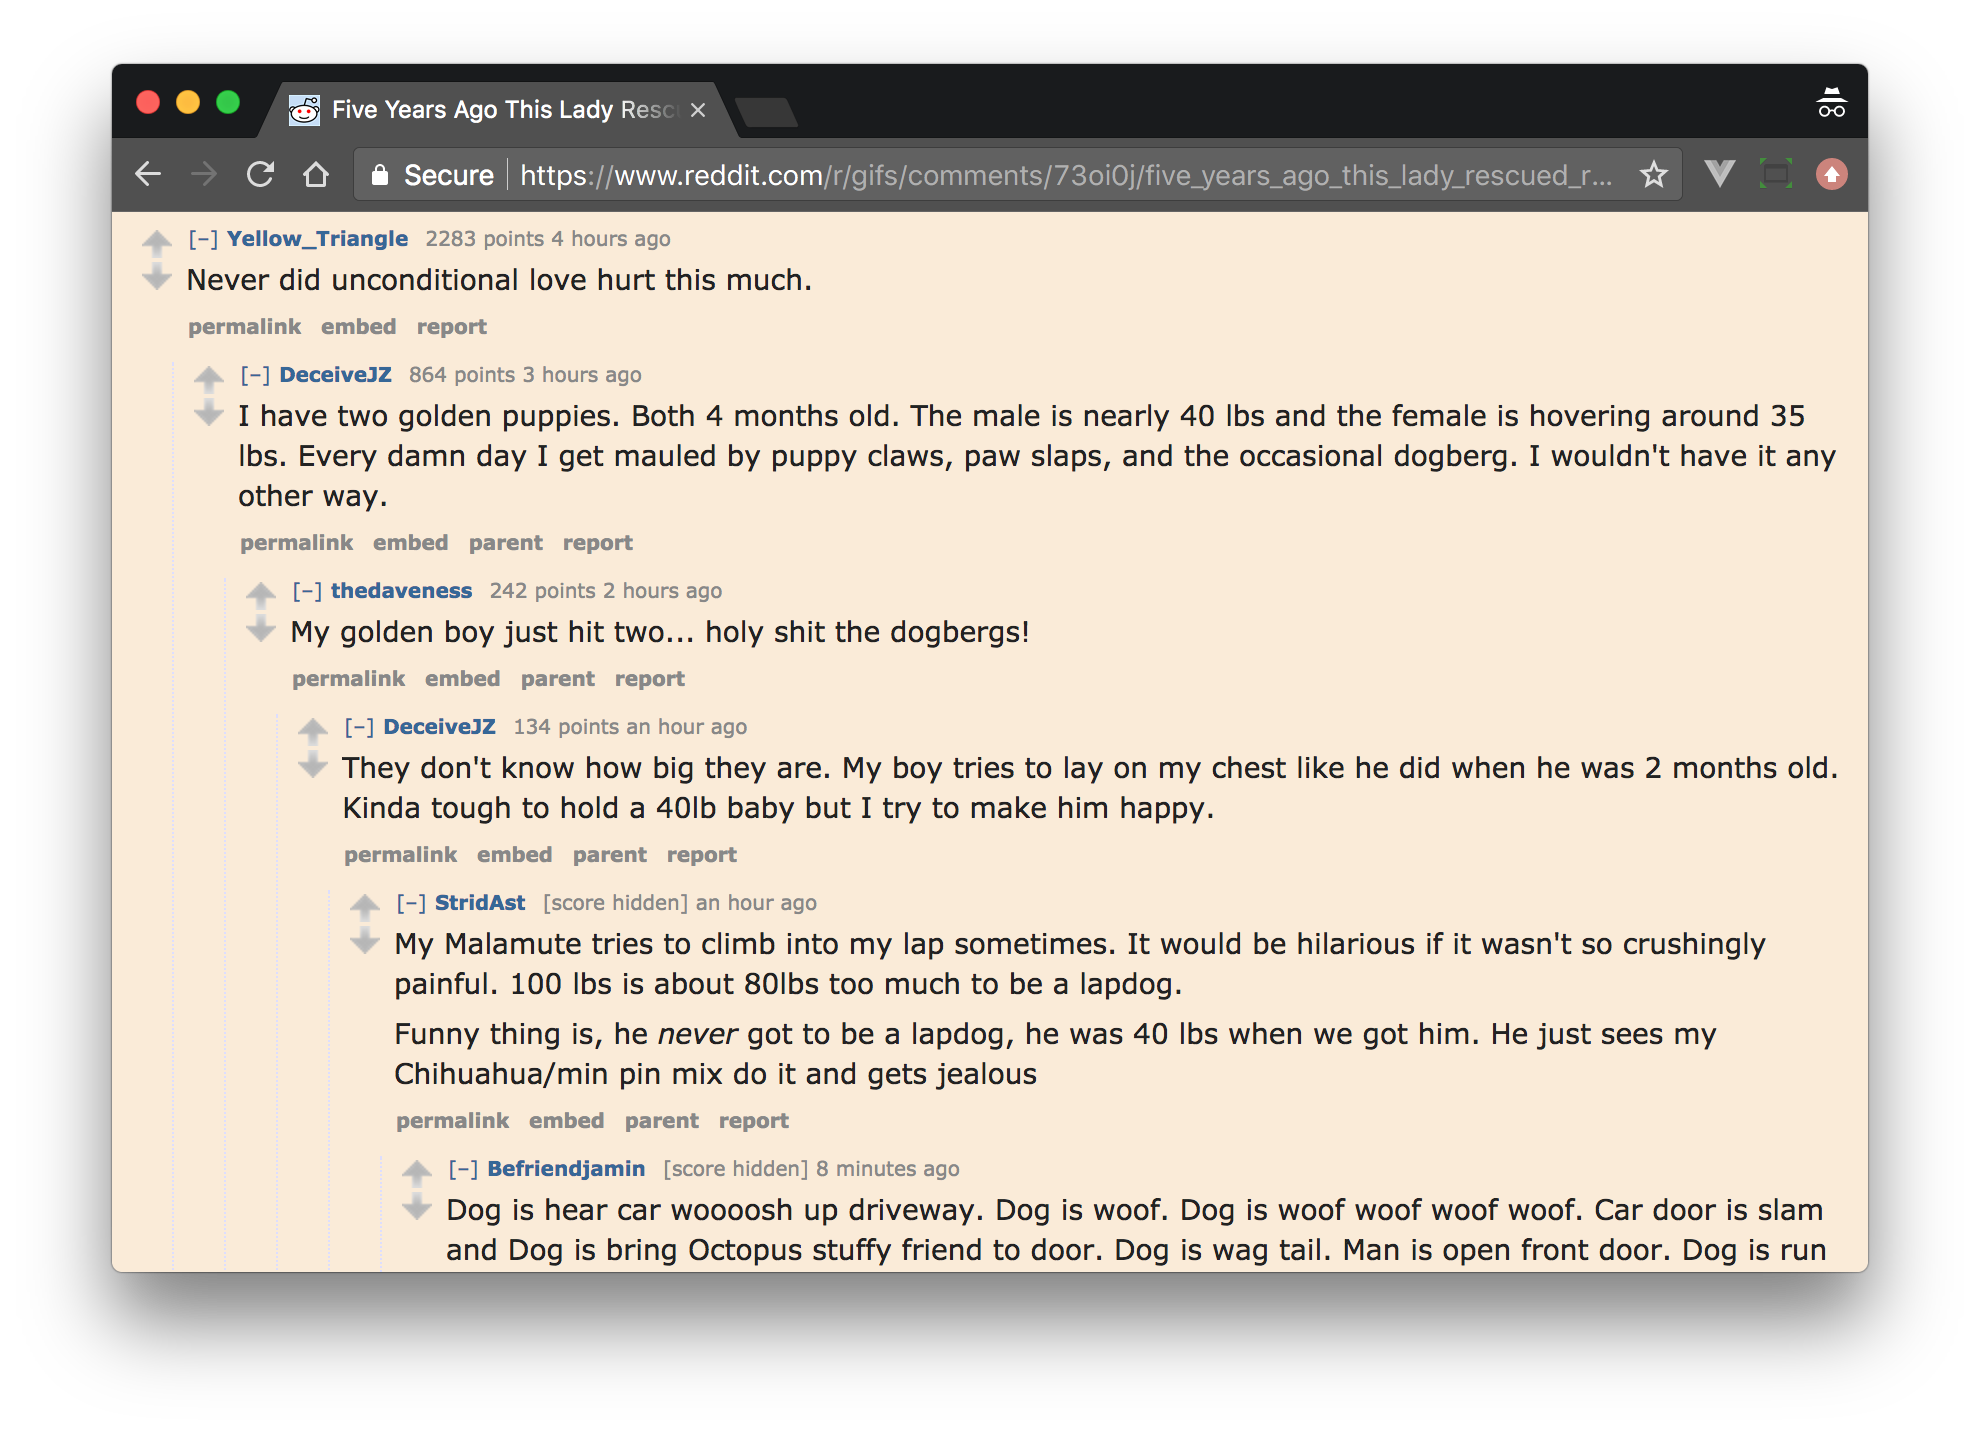 Five Years Ago This Lady Resc
Secure https://www.reddit.com/r/gifs/comments/73oi0j/five_years_ago_this_lady_rescued_r...
[–] Yellow_Triangle 2283 points 4 hours ago
Never did unconditional love hurt this much.
permalink embed report
[–] DeceiveJZ 864 points 3 hours ago
I have two golden puppies. Both 4 months old. The male is nearly 40 lbs and the female is hovering around 35
lbs. Every damn day I get mauled by puppy claws, paw slaps, and the occasional dogberg. I wouldn't have it any
other way.
permalink embed parent report
[–] thedaveness 242 points 2 hours ago
My golden boy just hit two... holy shit the dogbergs!
permalink embed parent report
[–] DeceiveJZ 134 points an hour ago
They don't know how big they are. My boy tries to lay on my chest like he did when he was 2 months old.
Kinda tough to hold a 40lb baby but I try to make him happy.
permalink embed parent report
[–] StridAst [score hidden] an hour ago
My Malamute tries to climb into my lap sometimes. It would be hilarious if it wasn't so crushingly
painful. 100 lbs is about 80lbs too much to be a lapdog.
Funny thing is, he never got to be a lapdog, he was 40 lbs when we got him. He just sees my
Chihuahua/min pin mix do it and gets jealous
permalink embed parent report
[–] Befriendjamin [score hidden] 8 minutes ago
Dog is hear car woooosh up driveway. Dog is woof. Dog is woof woof woof woof. Car door is slam
and Dog is bring Octopus stuffy friend to door. Dog is wag tail. Man is open front door. Dog is run